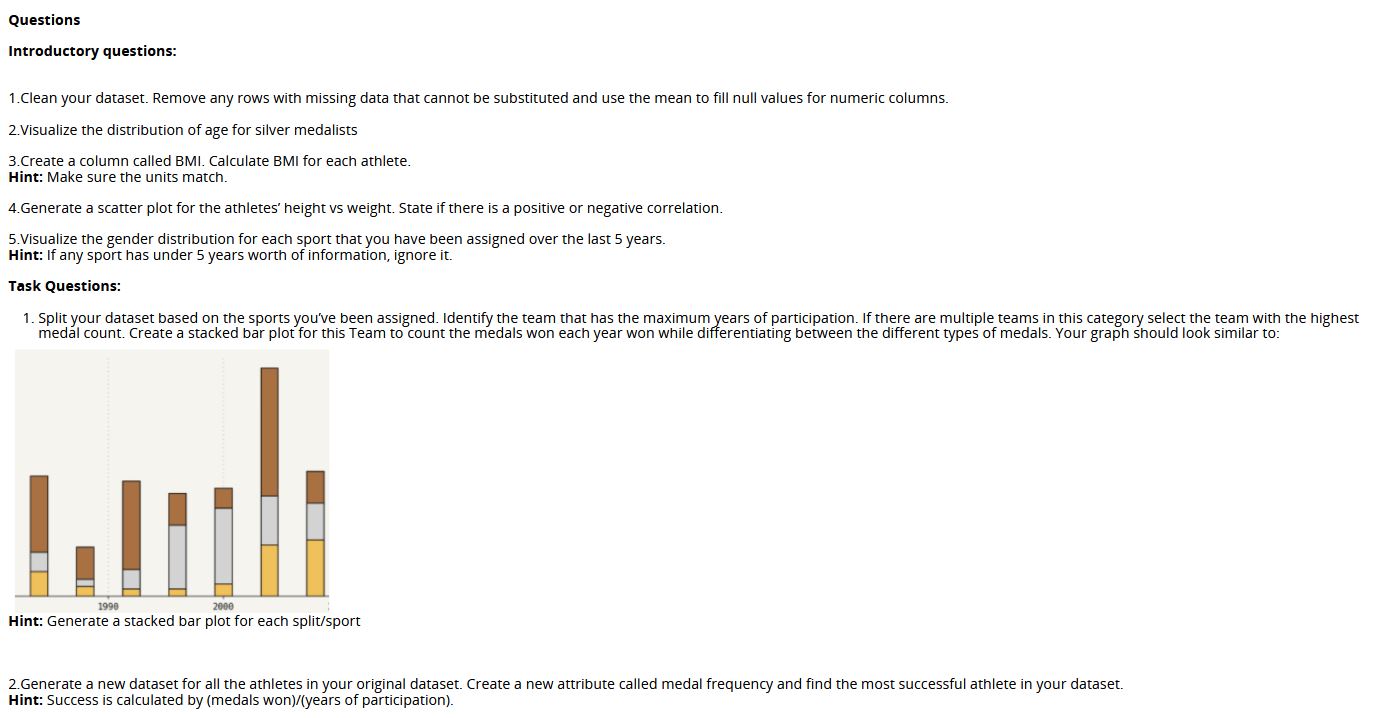 Questions
Introductory questions:
1.Clean your dataset. Remove any rows with missing data that cannot be substituted and use the mean to fill null values for numeric columns.
2.Visualize the distribution of age for silver medalists
3.Create a column called BMI. Calculate BMI for each athlete.
Hint: Make sure the units match.
4.Generate a scatter plot for the athletes’ height vs weight. State if there is a positive or negative correlation.
5.Visualize the gender distribution for each sport that you have been assigned over the last 5 years.
Hint: If any sport has under 5 years worth of information, ignore it.
Task Questions:
1. Split your dataset based on the sports you’ve been assigned. Identify the team that has the maximum years of participation. If there are multiple teams in this category select the team with the highest
medal count. Create a stacked bar plot for this Team to count the medals won each year won while differentiating between the different types of medals. Your graph should look similar to:
1990 2000
Hint: Generate a stacked bar plot for each split/sport
2.Generate a new dataset for all the athletes in your original dataset. Create a new attribute called medal frequency and find the most successful athlete in your dataset.
Hint: Success is calculated by (medals won)/(years of participation).